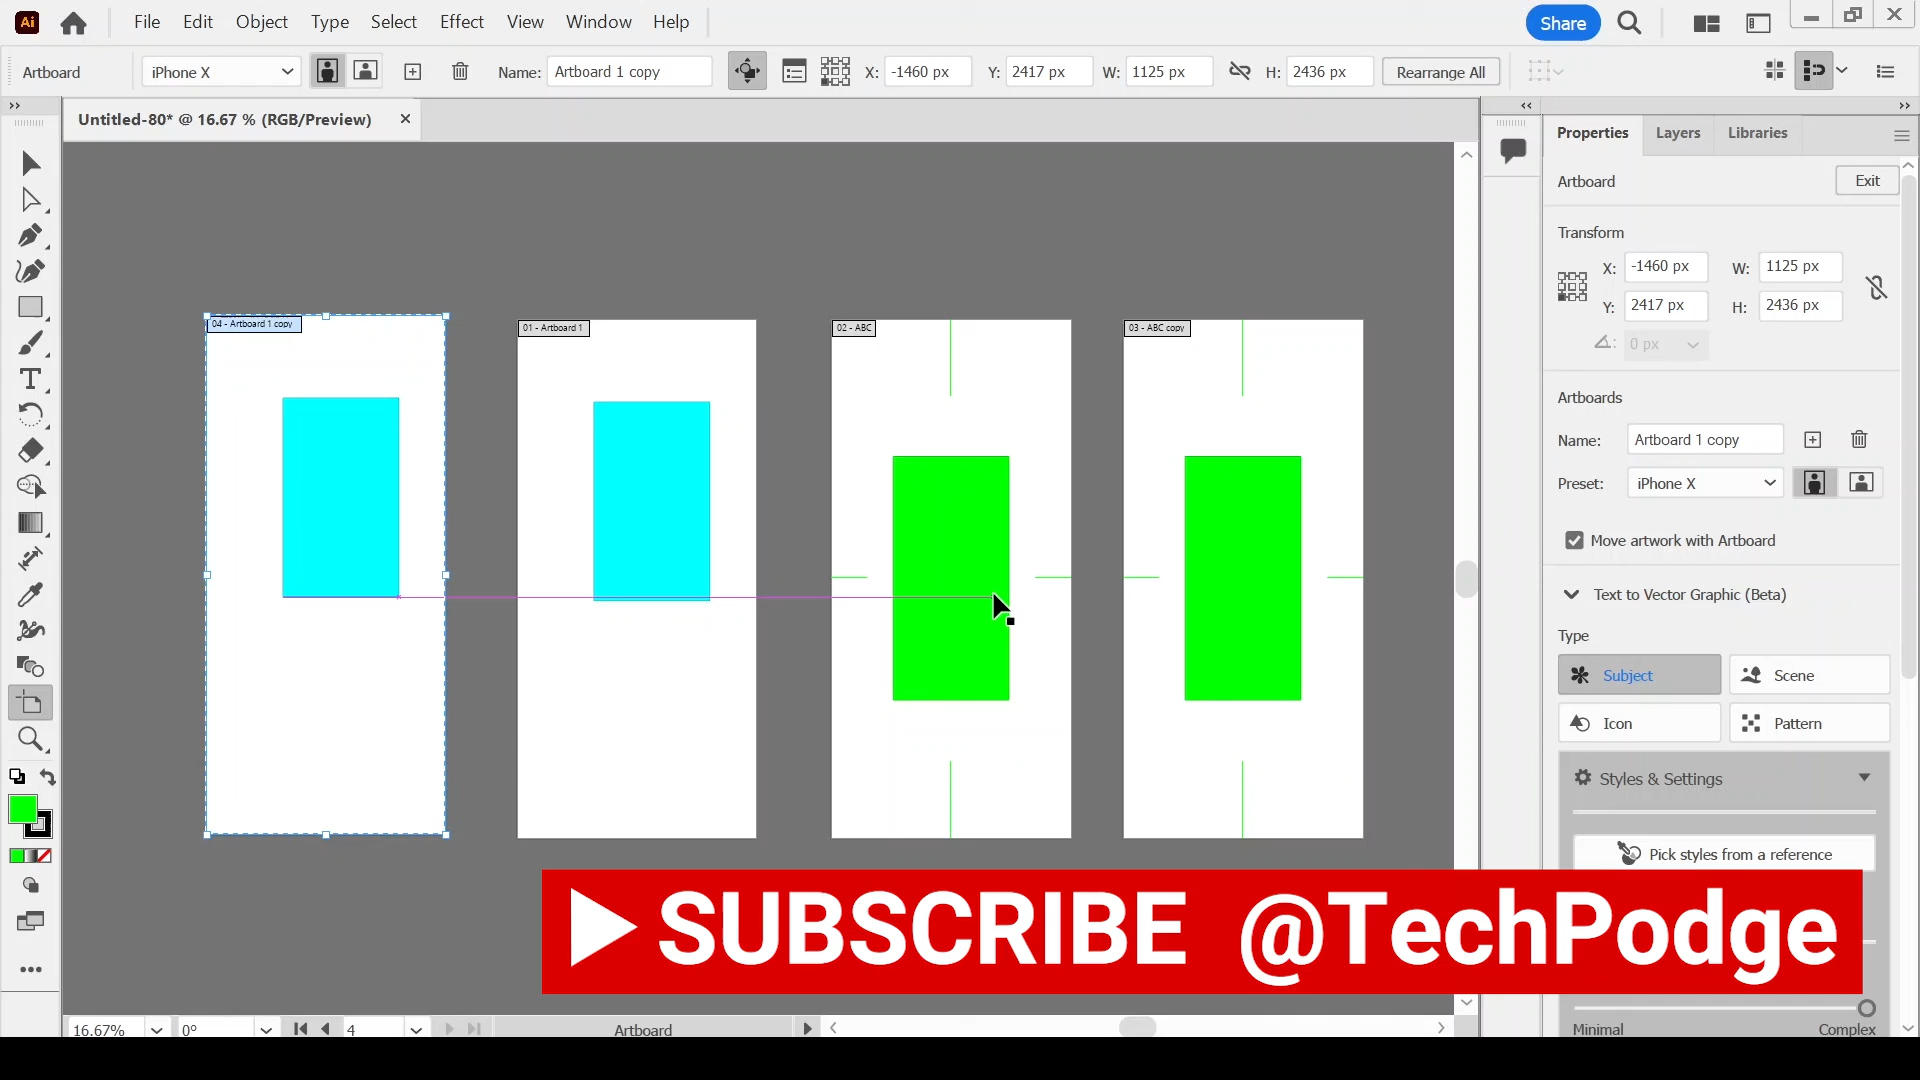 Ai File Edit Object Type Select Effect View Window Help Share
Artboard iPhone X Name: Artboard 1 copy X: -1460 px Y: 2417 px W: 1125 px H: 2436 px Rearrange All
Untitled-80* @ 16.67 % (RGB/Preview)
04 - Artboard 1 copy
01 - Artboard 1
02 - ABC
03 - ABC copy
16.67% 0° 4 Artboard
Properties Layers Libraries
Artboard Exit
Transform
X: -1460 px W: 1125 px
Y: 2417 px H: 2436 px
0 px
Artboards
Name: Artboard 1 copy
Preset: iPhone X
Move artwork with Artboard
Text to Vector Graphic (Beta)
Type
Subject Scene
Icon Pattern
Styles & Settings
Pick styles from a reference
Minimal Complex
SUBSCRIBE @TechPodge